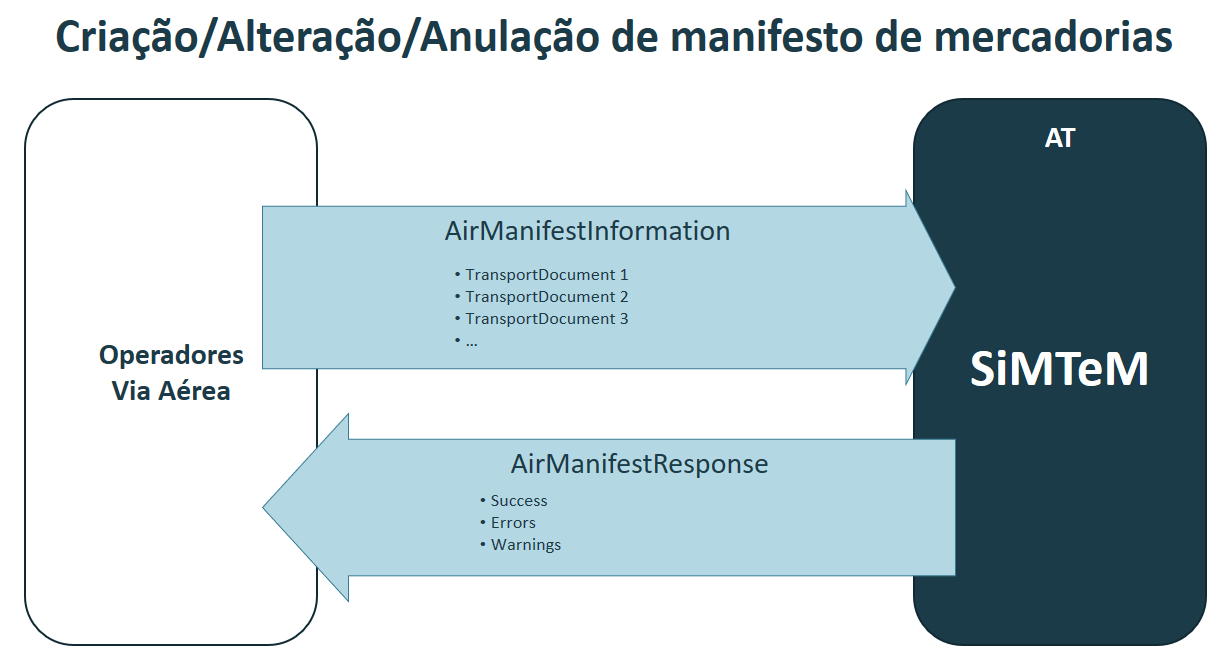 Criação/Alteração/Anulação de manifesto de mercadorias
AT
AirManifestInformation
• TransportDocument 1
• TransportDocument 2
• TransportDocument 3
• ...
Operadores
Via Aérea
SiMTeM
AirManifestResponse
• Success
• Errors
• Warnings